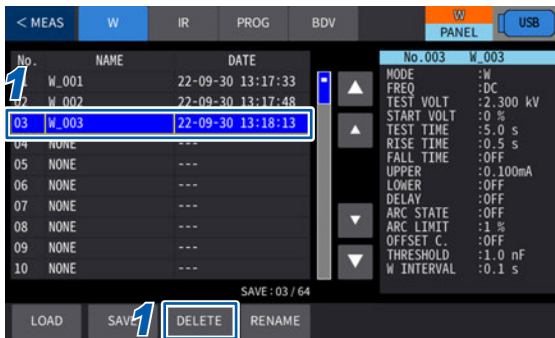 < MEAS W IR PROG BDV W PANEL USB
No. NAME DATE
1
W_001 22-09-30 13:17:33
02 W_002 22-09-30 13:17:48
03 W_003 22-09-30 13:18:13
04 NONE ---
05 NONE ---
06 NONE ---
07 NONE ---
08 NONE ---
09 NONE ---
10 NONE ---
SAVE : 03 / 64
No.003 W_003
MODE :W
FREQ :DC
TEST VOLT :2.300 kV
START VOLT :0 %
TEST TIME :5.0 s
RISE TIME :0.5 s
FALL TIME :OFF
UPPER :0.100mA
LOWER :OFF
DELAY :OFF
ARC STATE :OFF
ARC LIMIT :1 %
OFFSET C. :OFF
THRESHOLD :1.0 nF
W INTERVAL :0.1 s
LOAD SAVE 1 DELETE RENAME